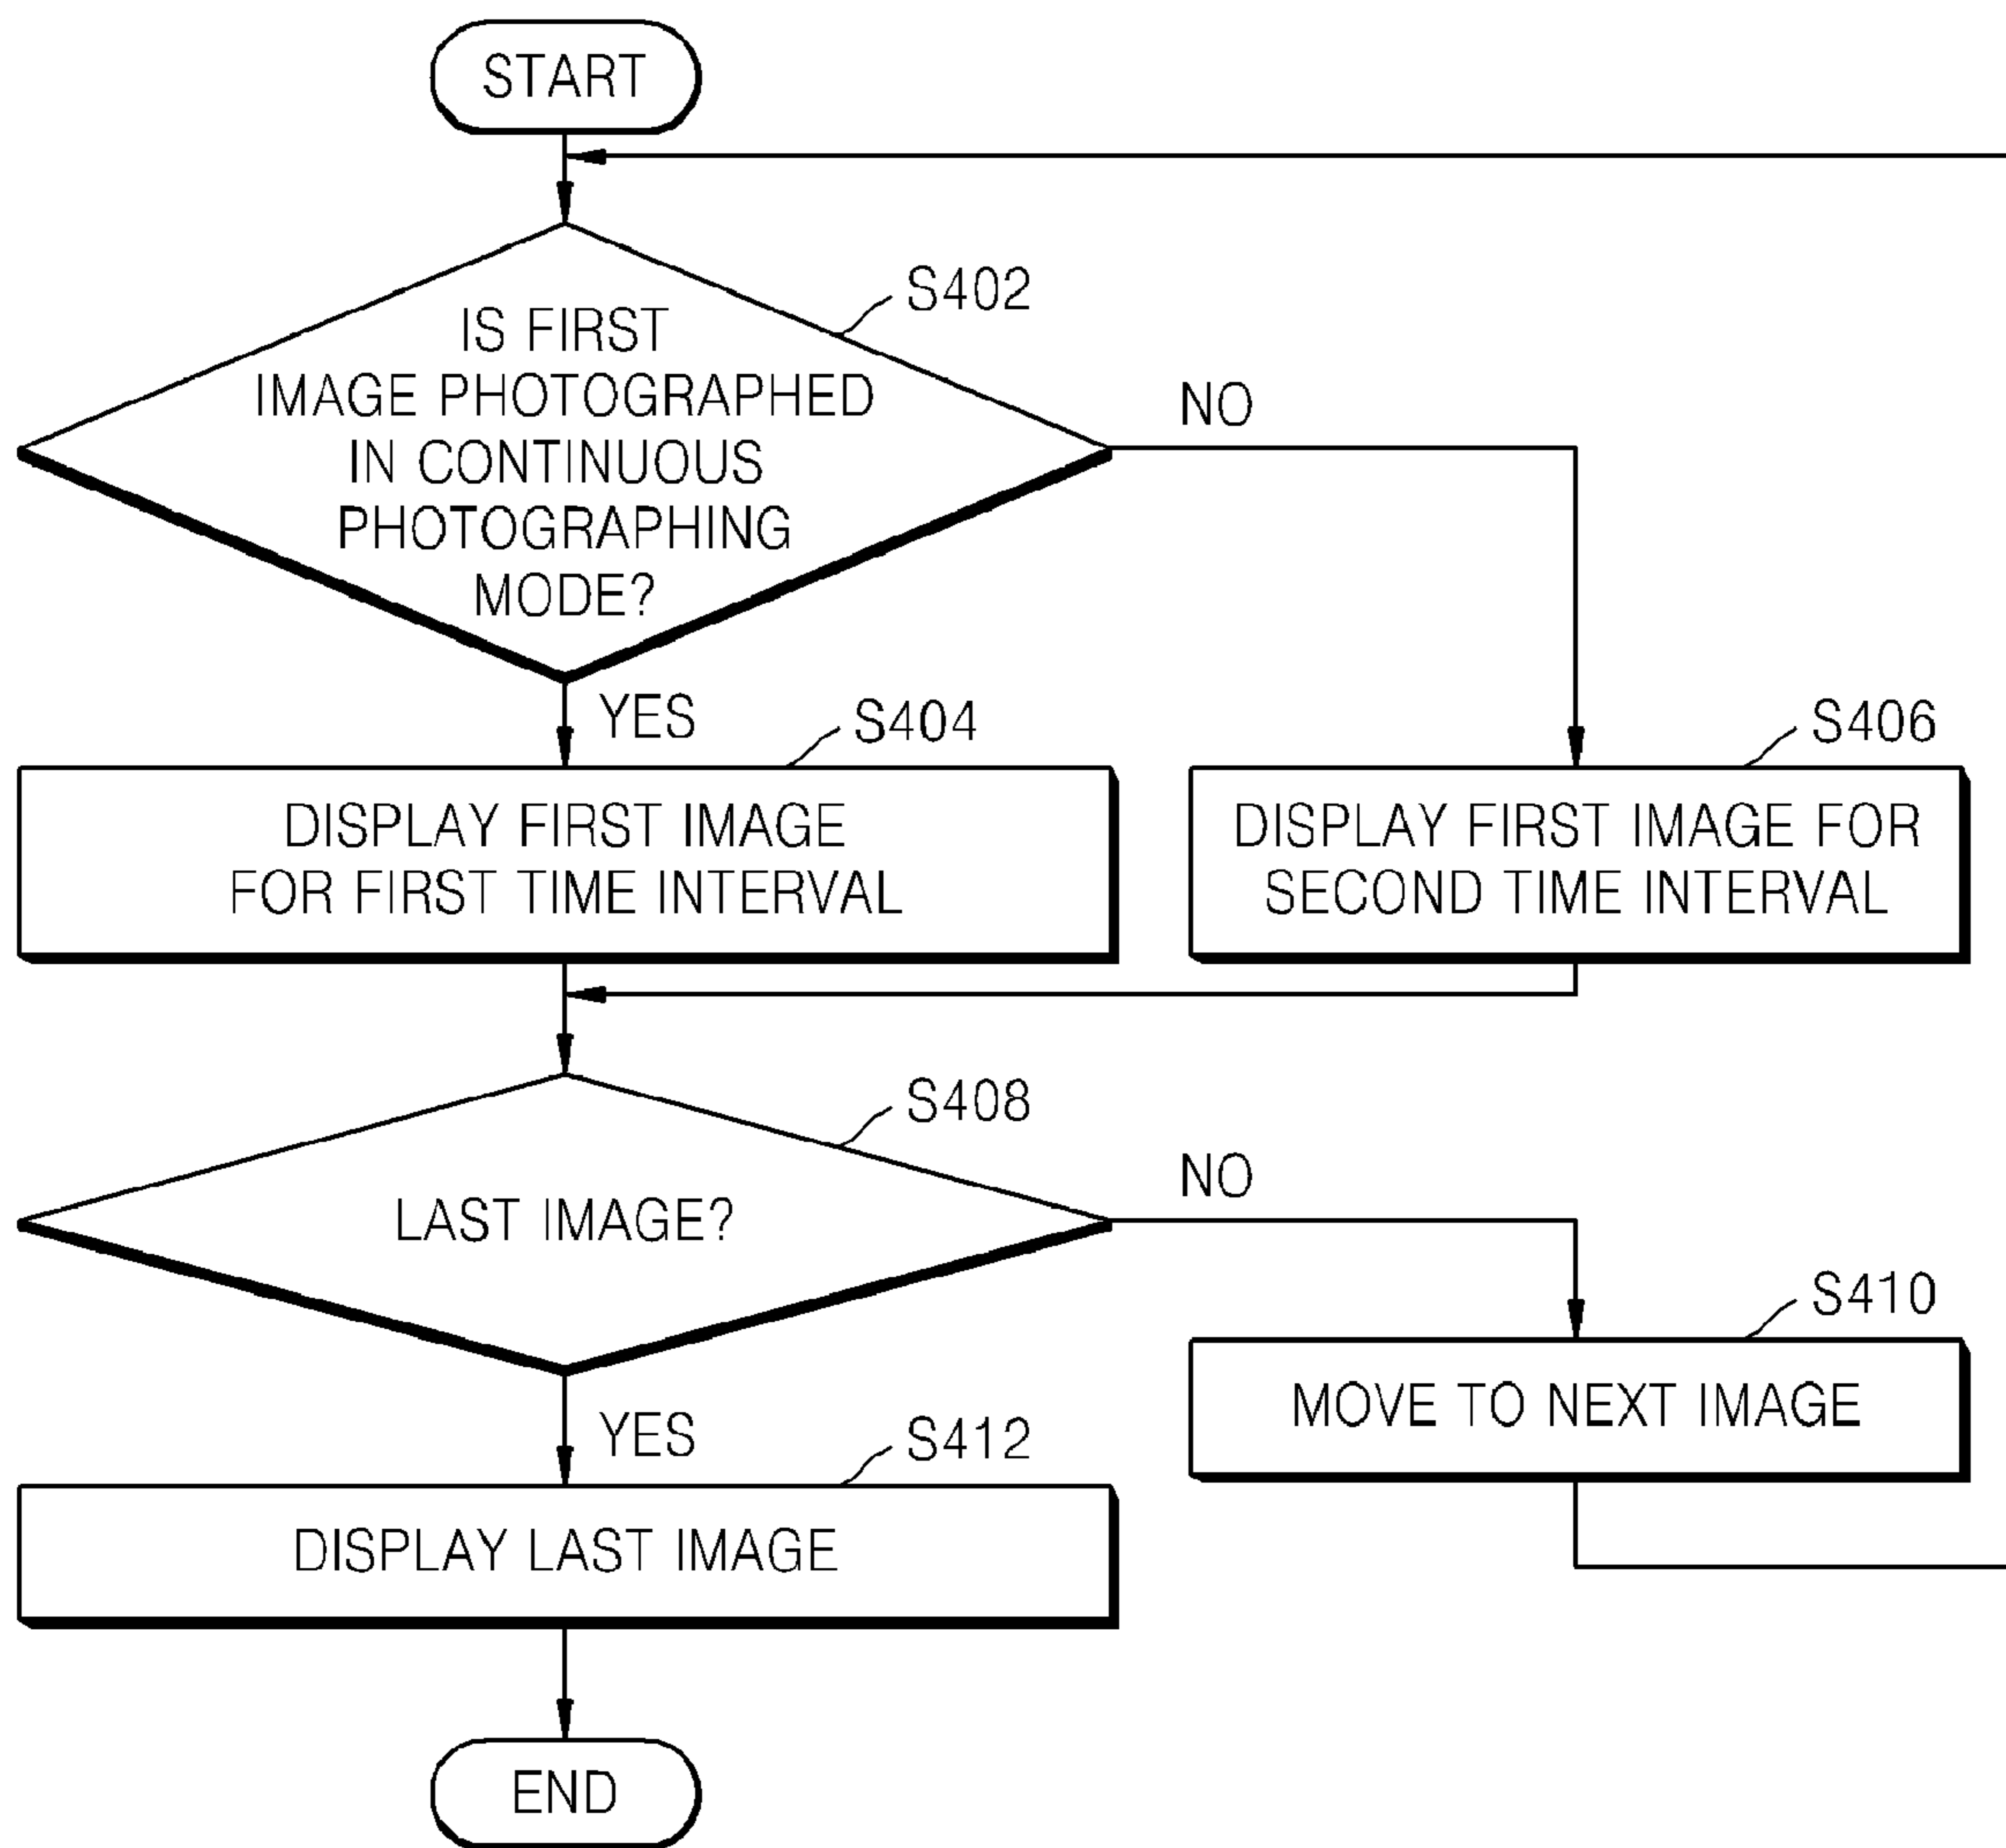 START
S402
IS FIRST
IMAGE PHOTOGRAPHED
IN CONTINUOUS
PHOTOGRAPHING
MODE?
NO
YES
S404
S406
DISPLAY FIRST IMAGE
FOR FIRST TIME INTERVAL
DISPLAY FIRST IMAGE FOR
SECOND TIME INTERVAL
S408
LAST IMAGE?
NO
S410
MOVE TO NEXT IMAGE
YES
S412
DISPLAY LAST IMAGE
END